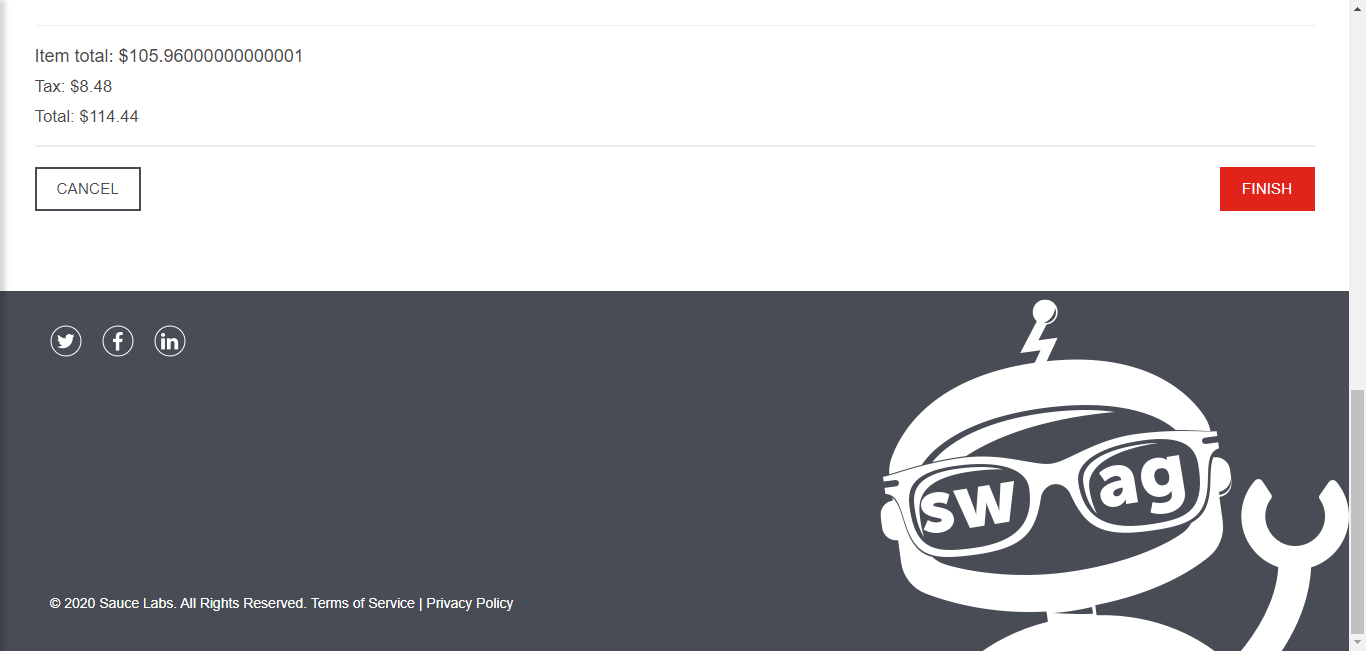 Item total: $105.96000000000001
Tax: $8.48
Total: $114.44
CANCEL
FINISH
sw ag
© 2020 Sauce Labs. All Rights Reserved. Terms of Service | Privacy Policy